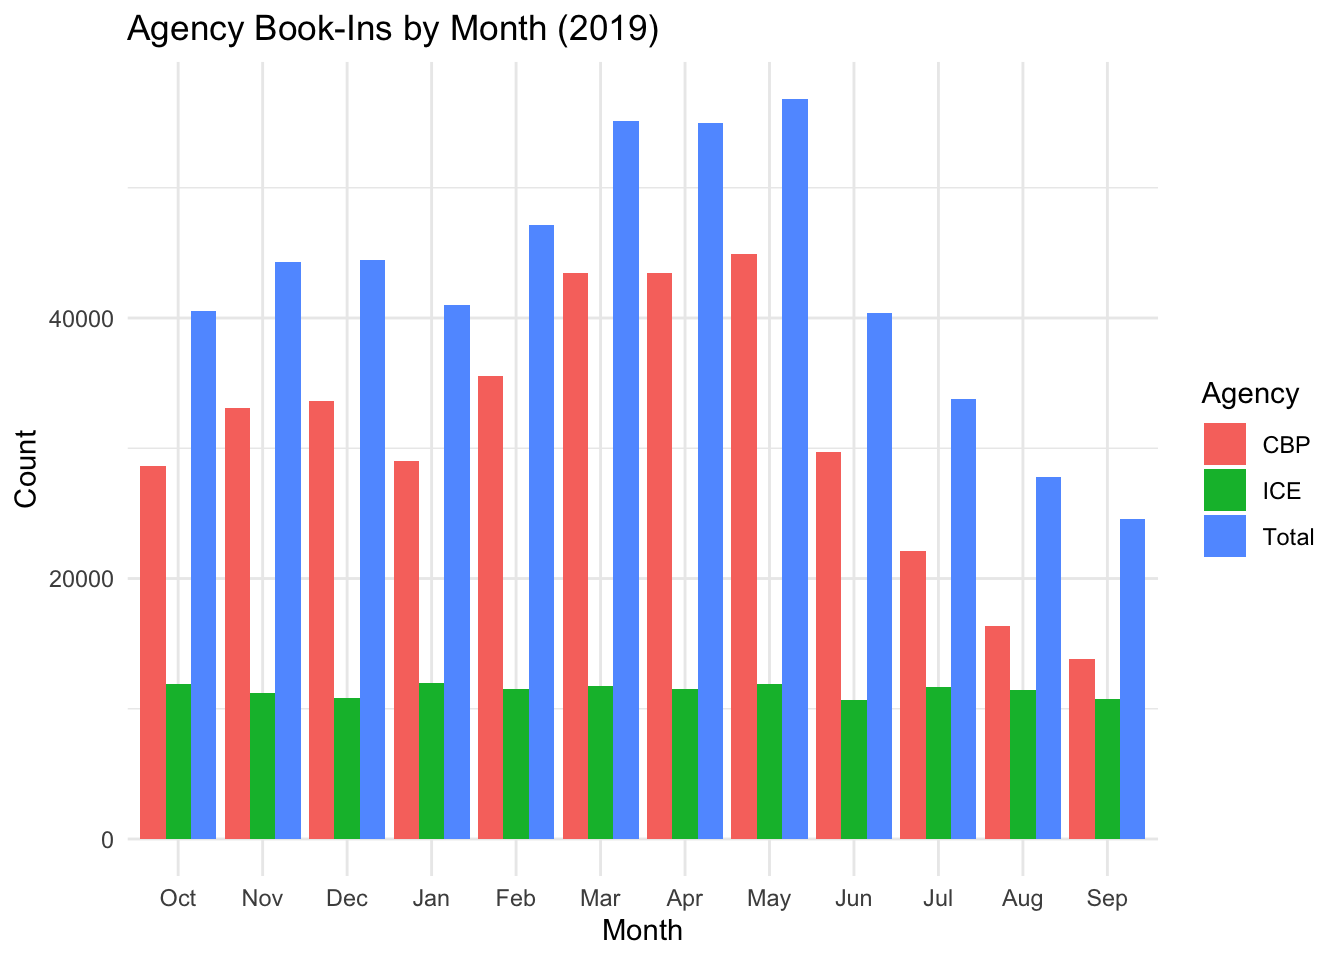 Agency Book-Ins by Month (2019)
Count
40000
20000
0
Oct Nov Dec Jan Feb Mar Apr May Jun Jul Aug Sep
Month
Agency
CBP
ICE
Total